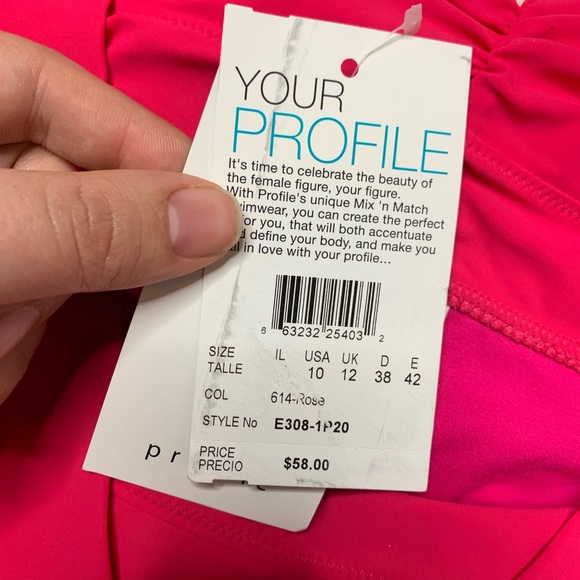 YOUR
PROFILE
It's time to celebrate the beauty of
the female figure, your figure.
With Profile's unique Mix 'n Match
you can create the perfect
for you, that will both accentuate
define your body, and make you
in love with your profile...
6 63232 25403 2
SIZE IL USA UK D E
TALLE 10 12 38 42
COL 614-Rose
STYLE No E308-1P20
PRICE
PRECIO $58.00